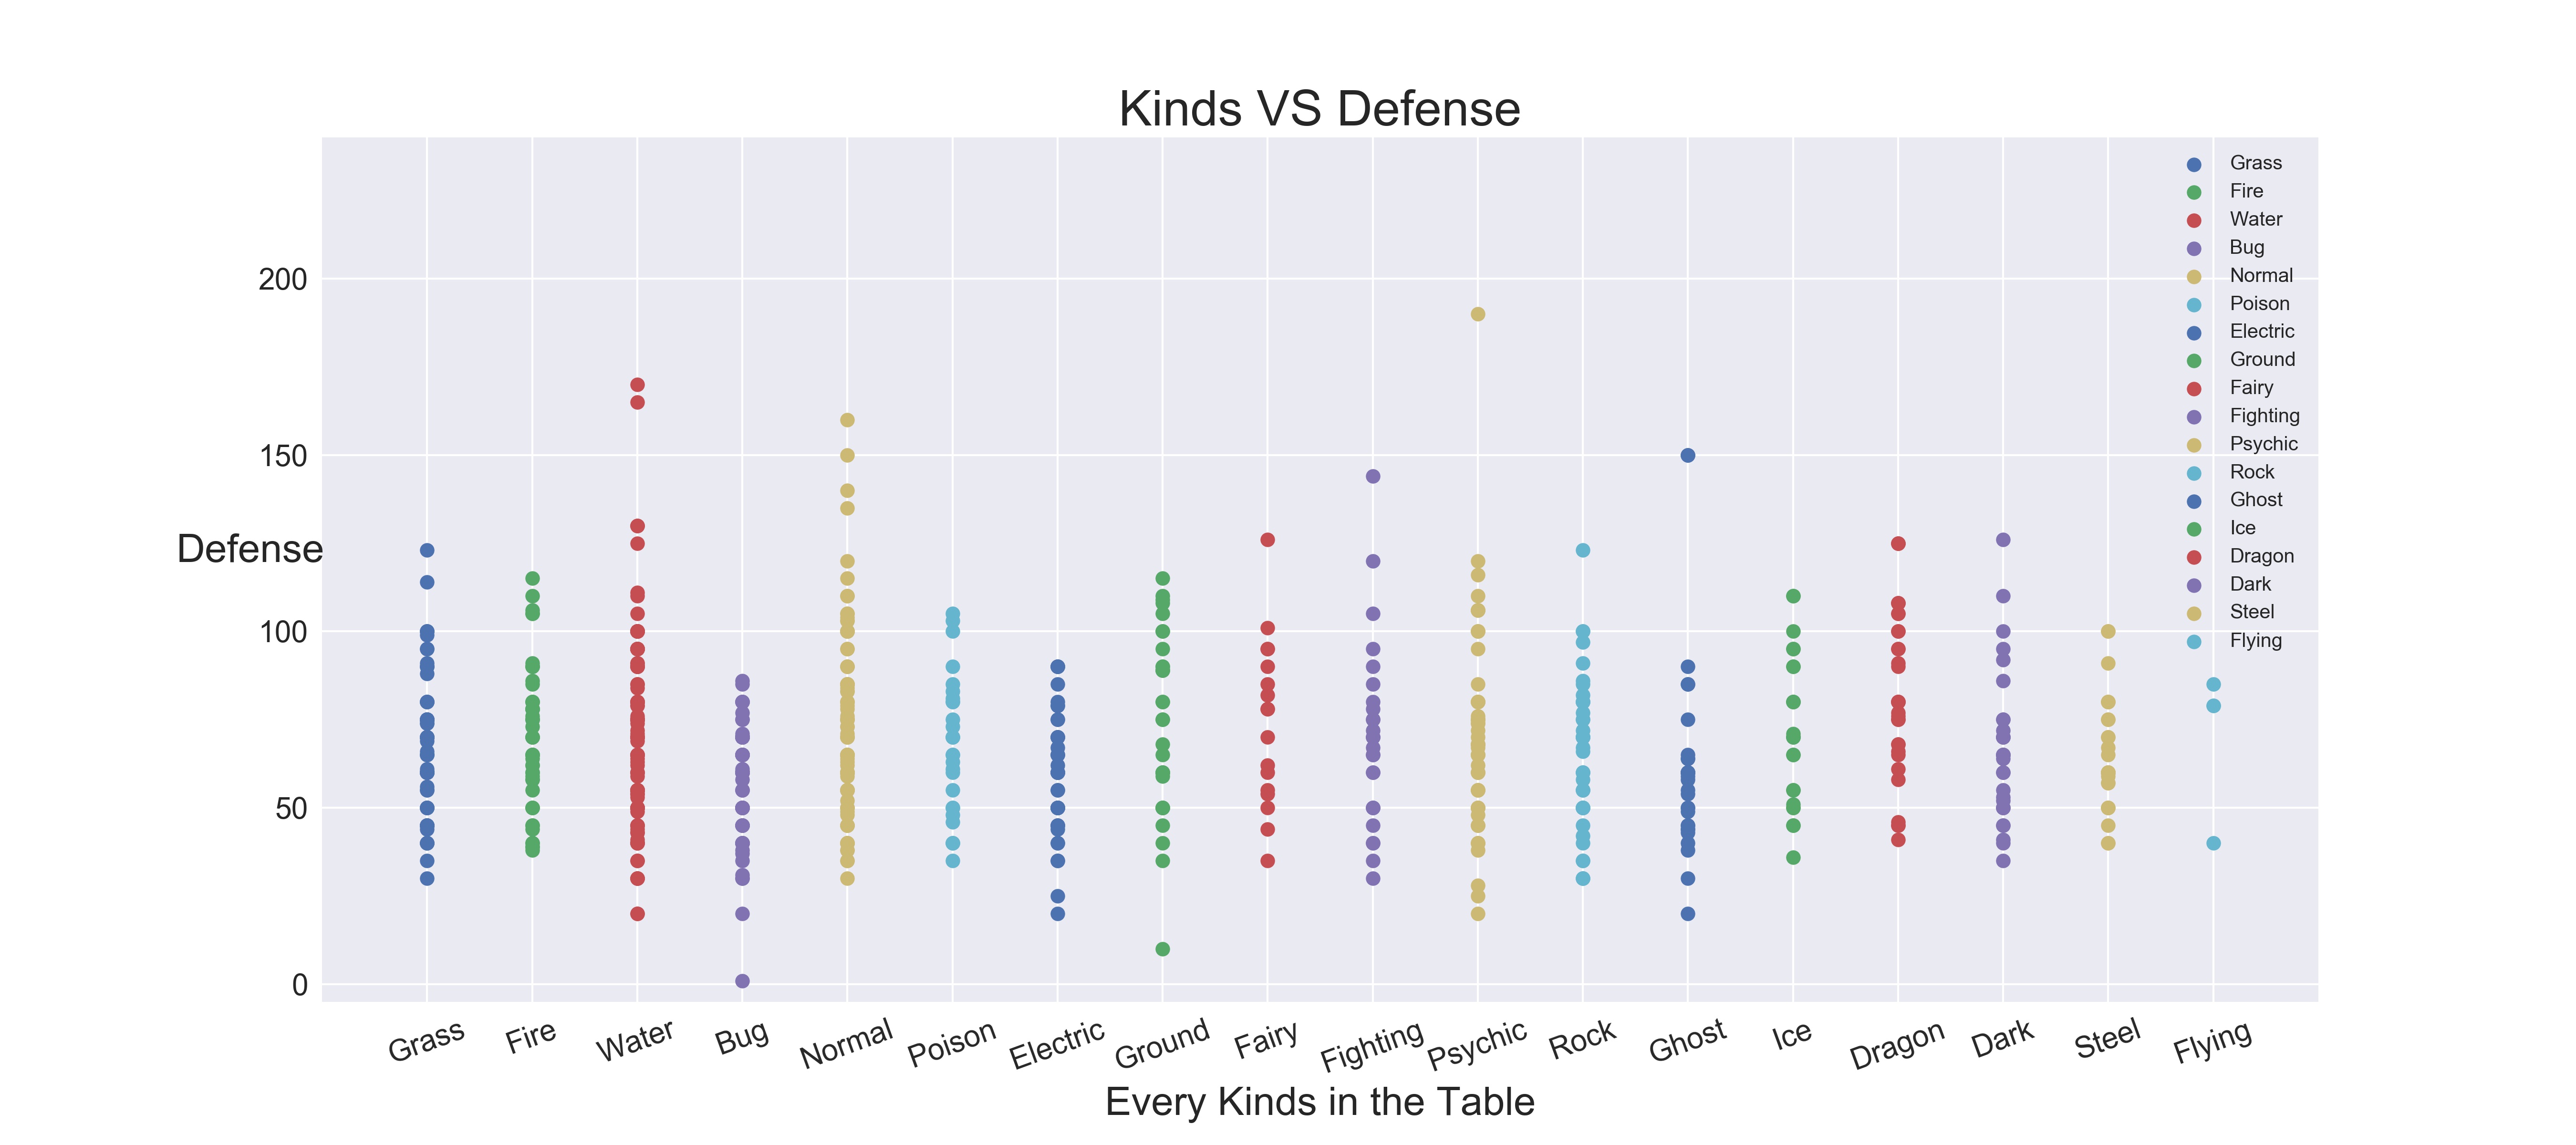 Kinds VS Defense
Grass
Fire
Water
Bug
Normal
Poison
Electric
Ground
Fairy
Fighting
Psychic
Rock
Ghost
Ice
Dragon
Dark
Steel
Flying
200
150
Defense
100
50
0
Grass Fire Water Bug Normal Poison Electric Ground Fairy Fighting Psychic Rock Ghost Ice Dragon Dark Steel Flying
Every Kinds in the Table